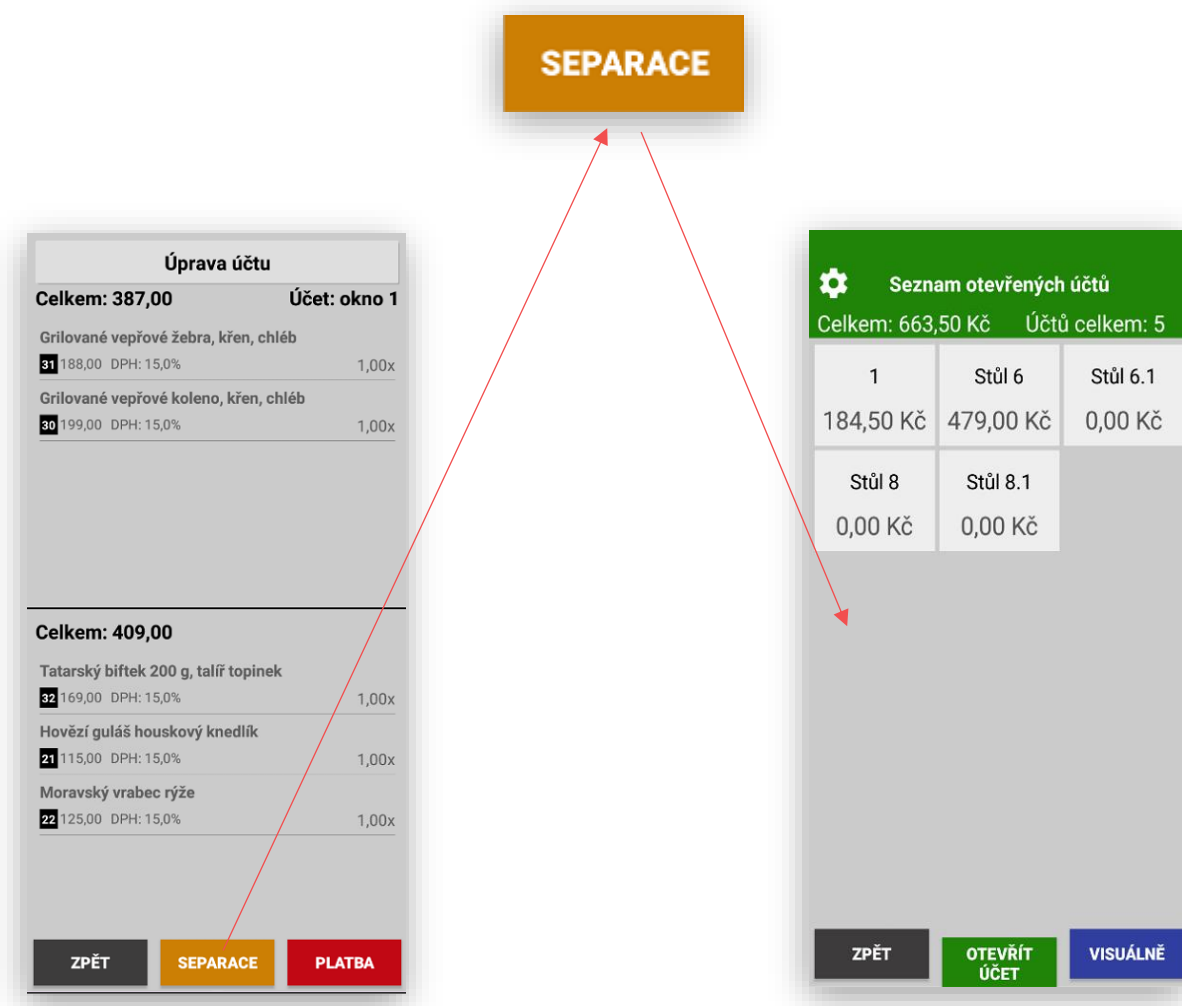 SEPARACE
Úprava účtu
Celkem: 387,00 Účet: okno 1
Grilované vepřové žebra, křen, chléb
31 188,00 DPH: 15,0% 1,00x
Grilované vepřové koleno, křen, chléb
30 199,00 DPH: 15,0% 1,00x
Celkem: 409,00
Tatarský biftek 200 g, talíř topinek
32 169,00 DPH: 15,0% 1,00x
Hovězí guláš houskový knedlík
21 115,00 DPH: 15,0% 1,00x
Moravský vrabec rýže
22 125,00 DPH: 15,0% 1,00x
ZPĚT SEPARACE PLATBA
Seznam otevřených účtů
Celkem: 663,50 Kč Účtů celkem: 5
1 Stůl 6 Stůl 6.1
184,50 Kč 479,00 Kč 0,00 Kč
Stůl 8 Stůl 8.1
0,00 Kč 0,00 Kč
ZPĚT OTEVŘÍT VISUÁLNĚ
ÚČET